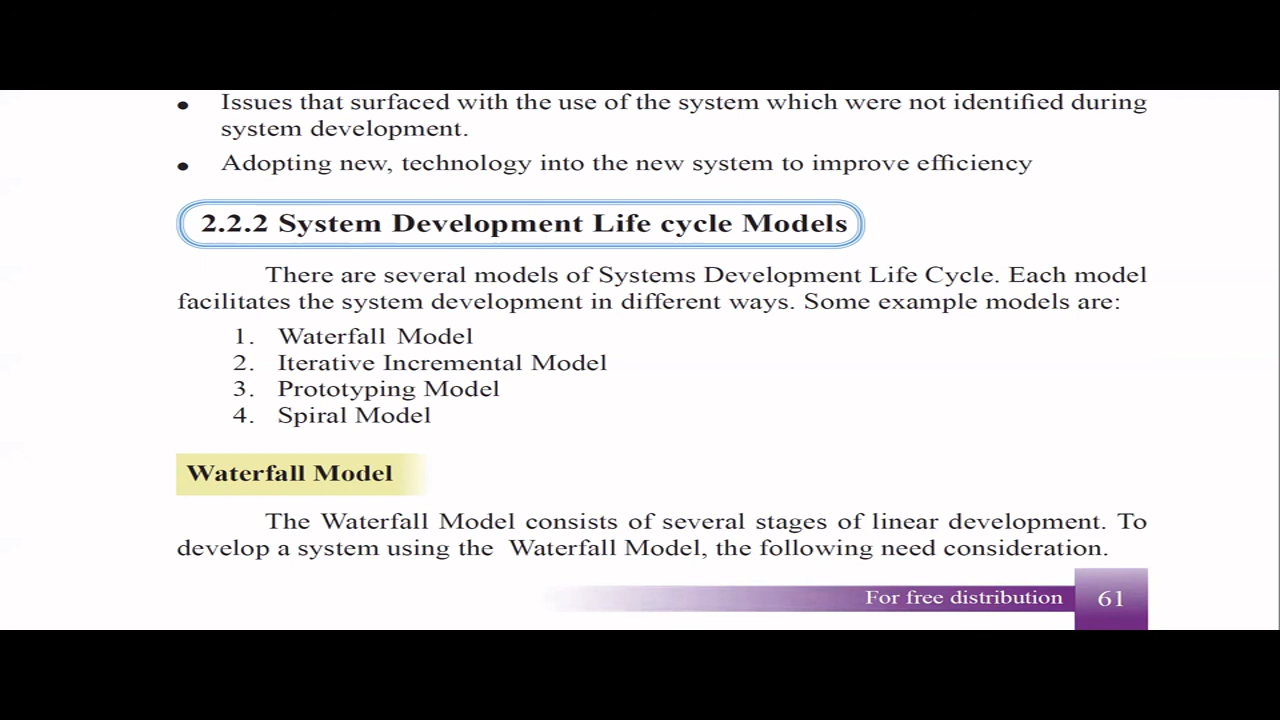 • Issues that surfaced with the use of the system which were not identified during
system development.
• Adopting new, technology into the new system to improve efficiency
2.2.2 System Development Life cycle Models
There are several models of Systems Development Life Cycle. Each model
facilitates the system development in different ways. Some example models are:
1. Waterfall Model
2. Iterative Incremental Model
3. Prototyping Model
4. Spiral Model
Waterfall Model
The Waterfall Model consists of several stages of linear development. To
develop a system using the Waterfall Model, the following need consideration.
For free distribution 61